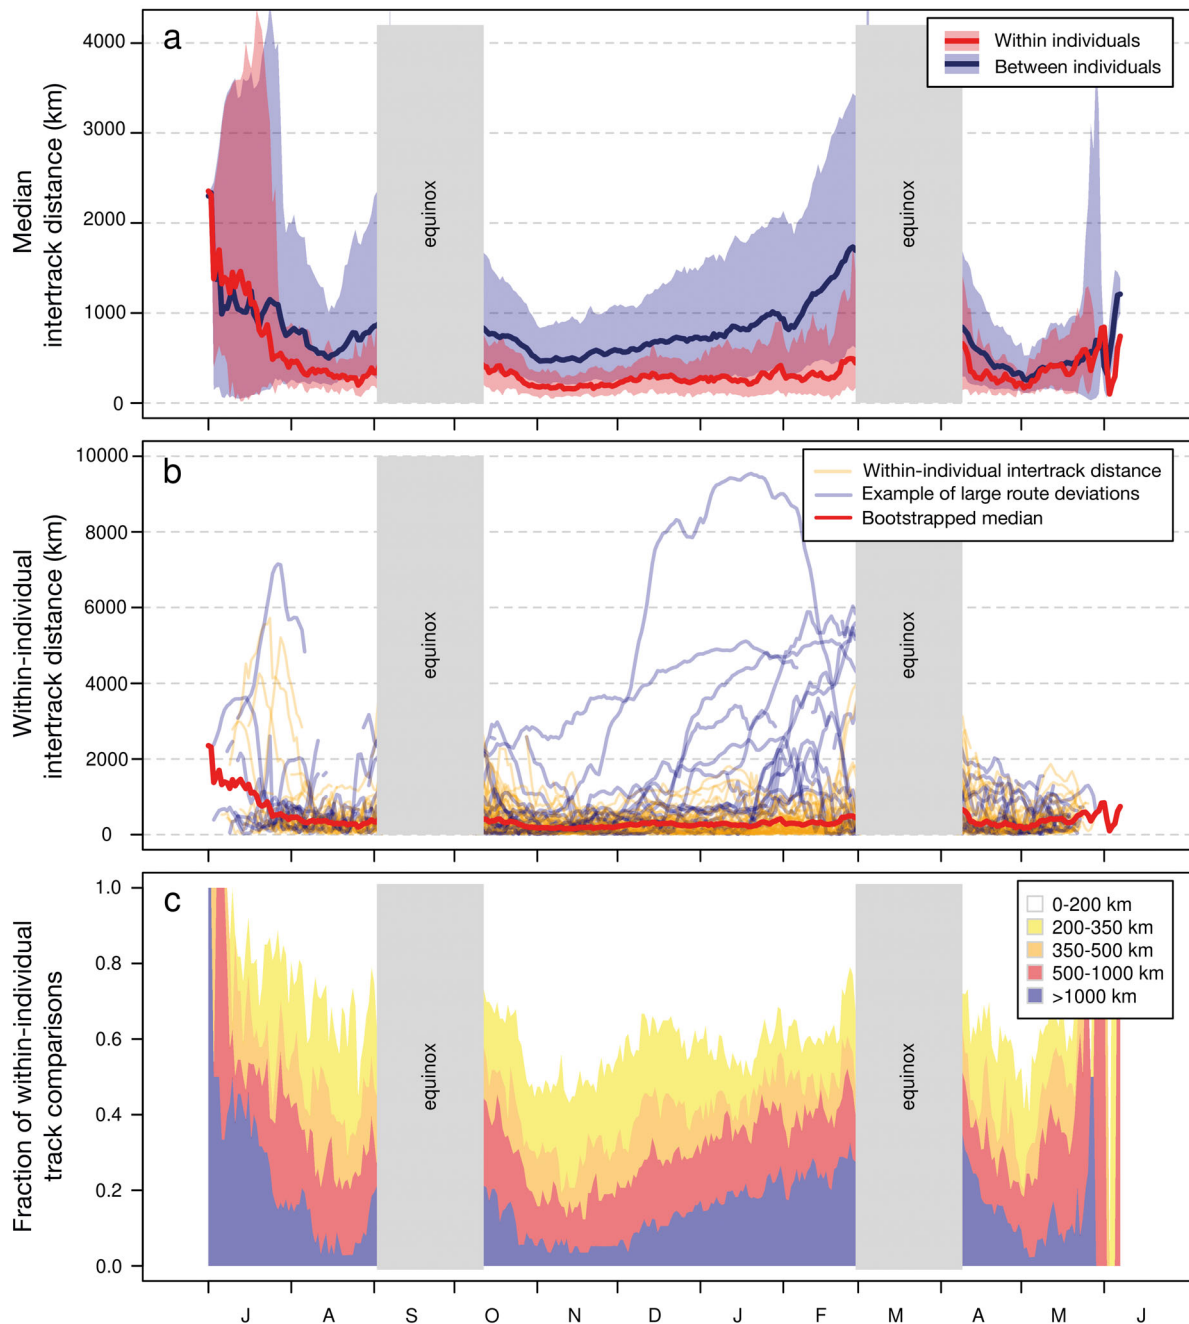 a
Median
intertrack distance (km)
4000
3000
2000
1000
0
equinox
equinox
Within individuals
Between individuals
b
Within-individual
intertrack distance (km)
10000
8000
6000
4000
2000
0
equinox
equinox
Within-individual intertrack distance
Example of large route deviations
Bootstrapped median
c
Fraction of within-individual
track comparisons
1.0
0.8
0.6
0.4
0.2
0.0
equinox
equinox
0-200 km
200-350 km
350-500 km
500-1000 km
>1000 km
J A S O N D J F M A M J